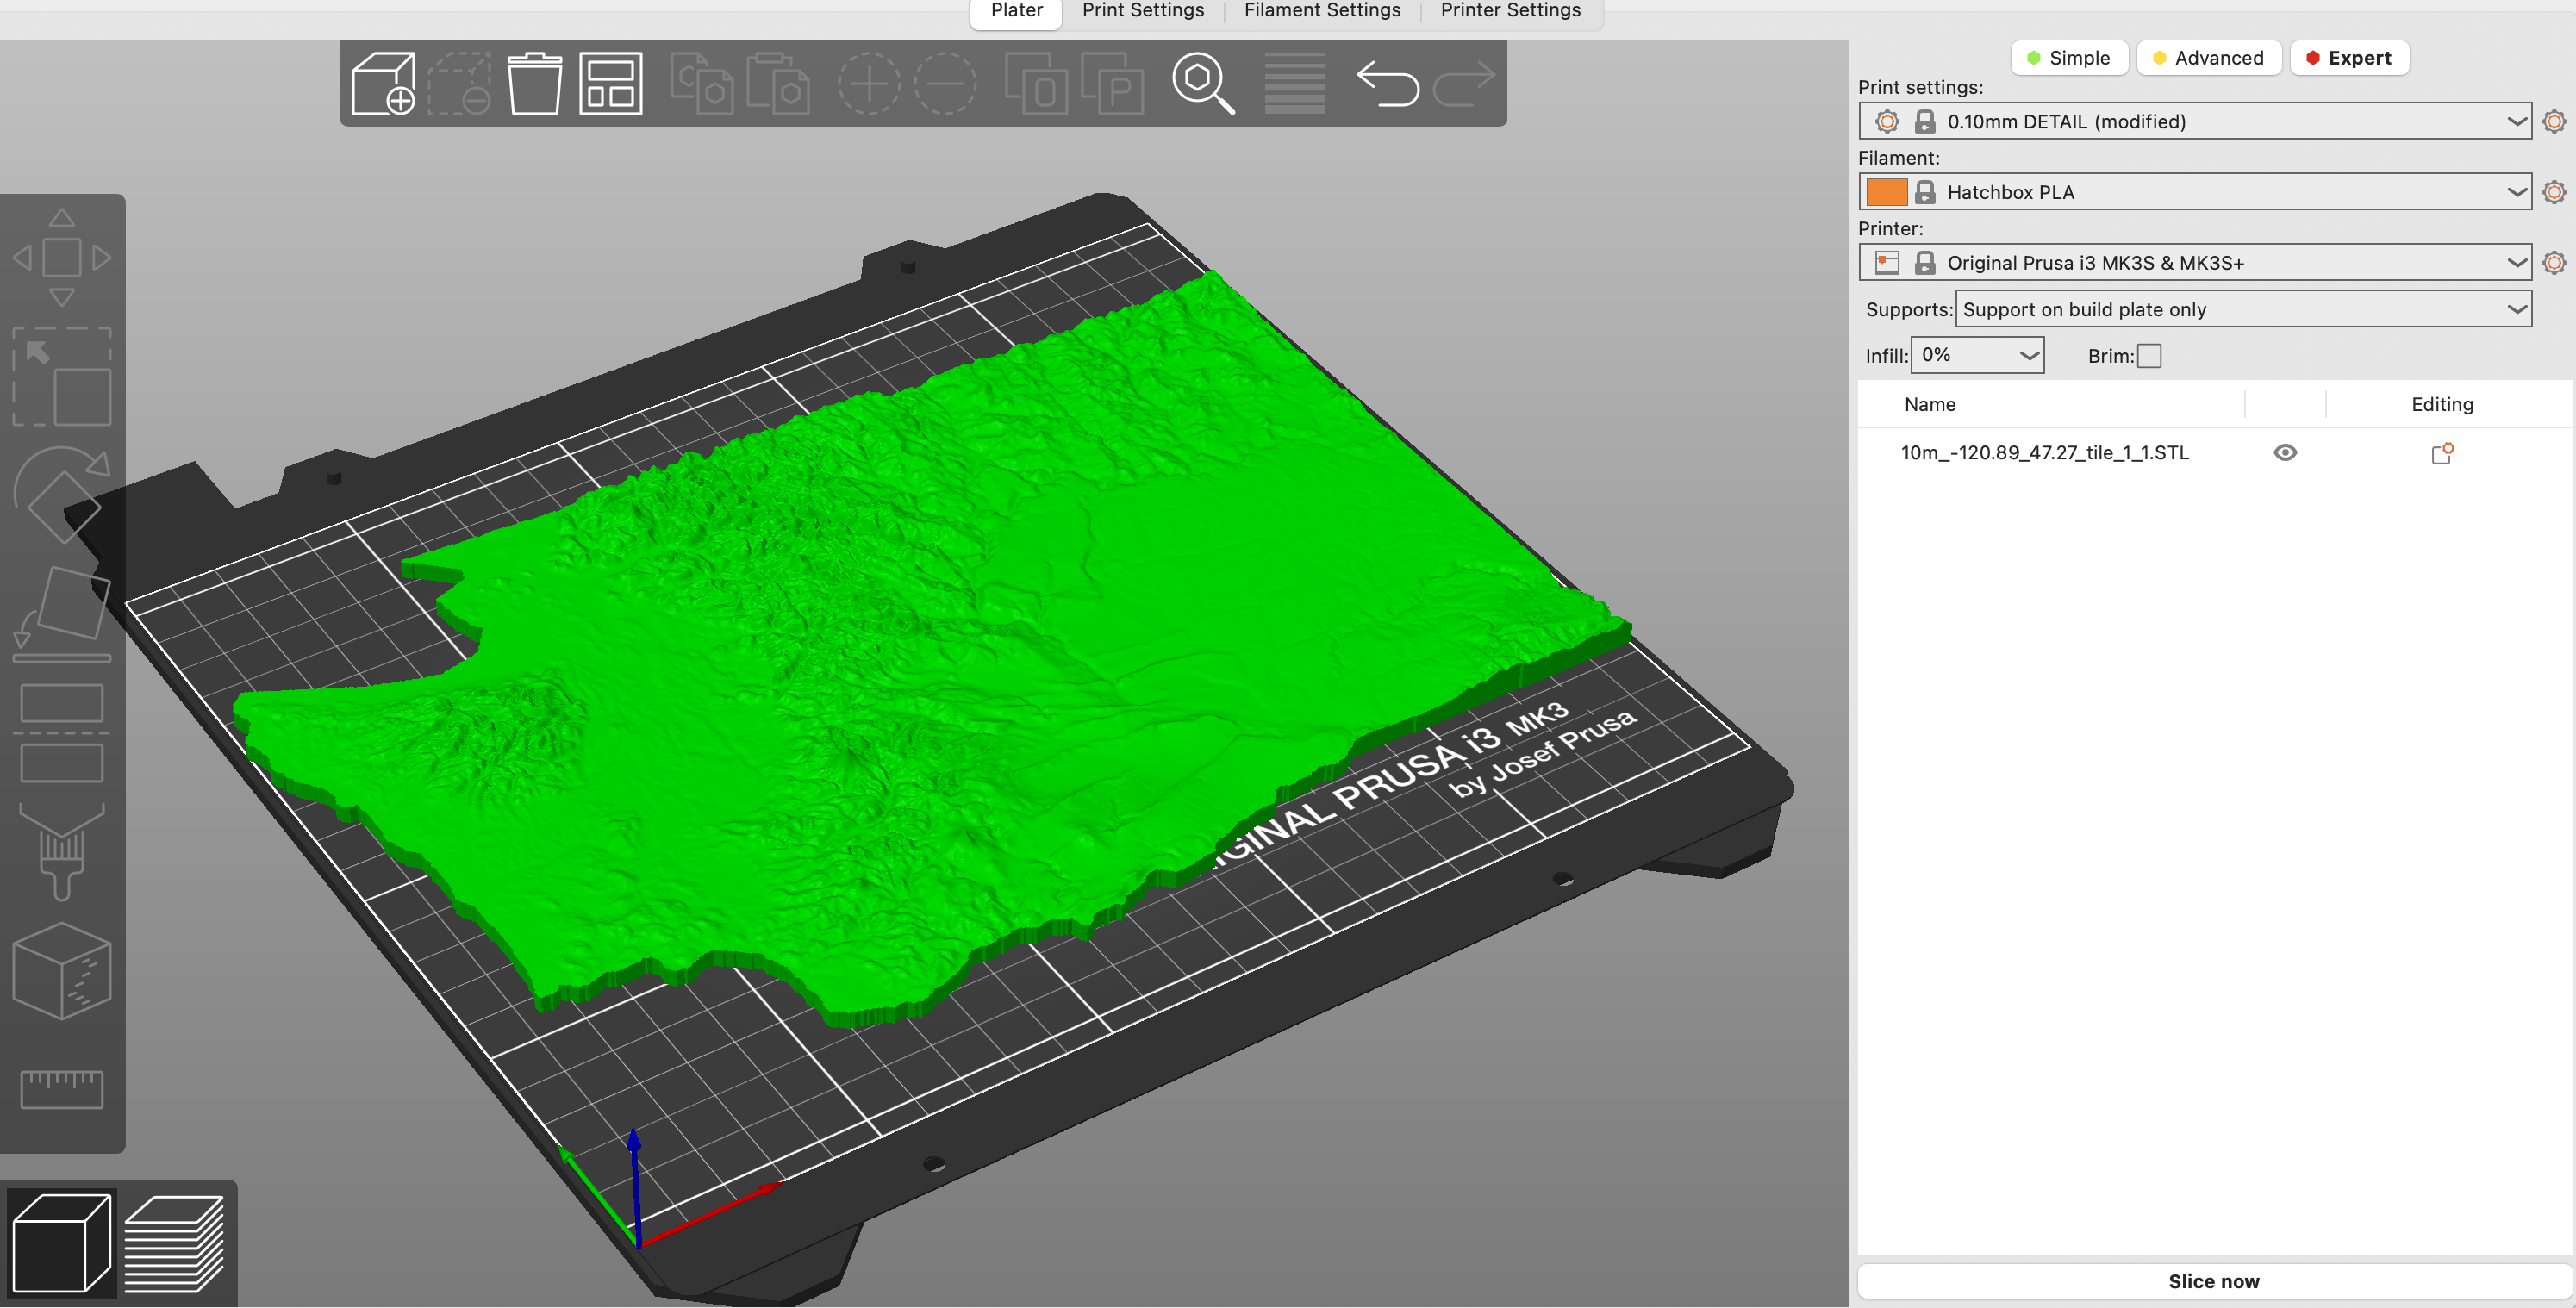 Plater Print Settings Filament Settings Printer Settings
Simple Advanced Expert
Print settings:
0.10mm DETAIL (modified)
Filament:
Hatchbox PLA
Printer:
Original Prusa i3 MK3S & MK3S+
Supports: Support on build plate only
Infill: 0% Brim:
Name Editing
10m_-120.89_47.27_tile_1_1.STL
O P
IGINAL PRUSA i3 MK3
by Josef Prusa
Slice now